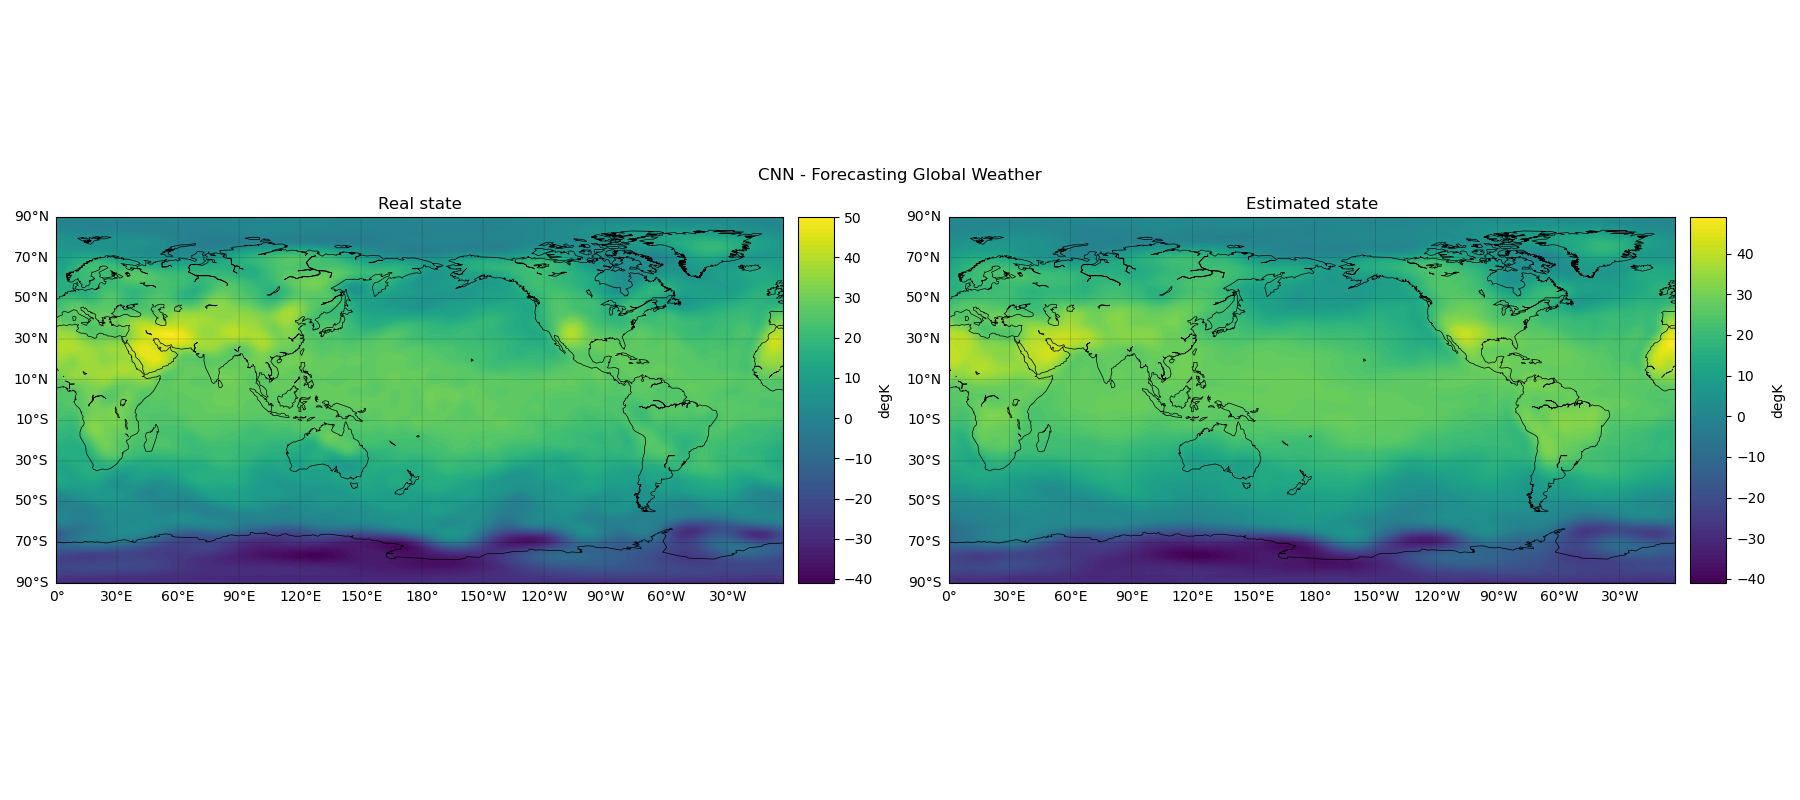 CNN - Forecasting Global Weather
Real state
90°N
70°N
50°N
30°N
10°N
10°S
30°S
50°S
70°S
90°S
0°
30°E
60°E
90°E
120°E
150°E
180°
150°W
120°W
90°W
60°W
30°W
50
40
30
20
10
0
−10
−20
−30
−40
degK
Estimated state
90°N
70°N
50°N
30°N
10°N
10°S
30°S
50°S
70°S
90°S
0°
30°E
60°E
90°E
120°E
150°E
180°
150°W
120°W
90°W
60°W
30°W
40
30
20
10
0
−10
−20
−30
−40
degK